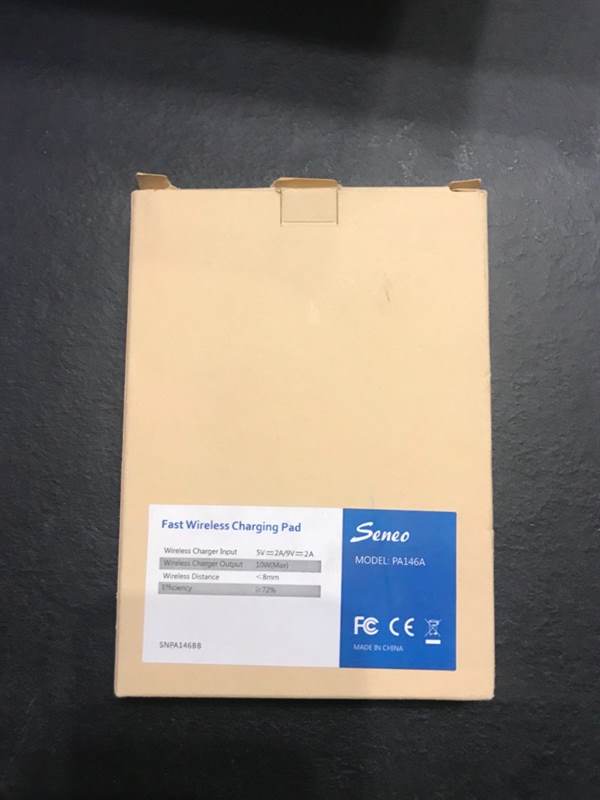 Fast Wireless Charging Pad
Wireless Charger Input 5V⎓2A/9V⎓2A
Wireless Charger Output 10W(Max)
Wireless Distance <8mm
Efficiency ≥72%
SNPA146BB
Seneo
MODEL: PA146A
FC CE
MADE IN CHINA